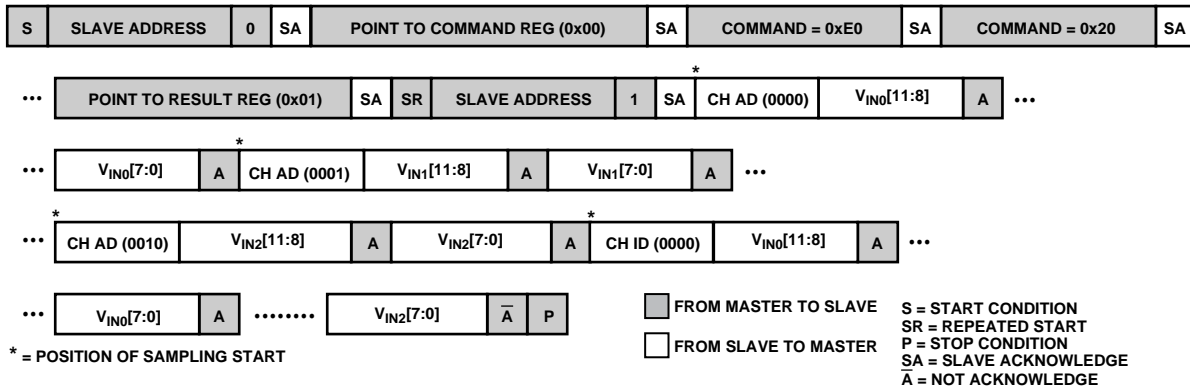 S SLAVE ADDRESS 0 SA POINT TO COMMAND REG (0x00) SA COMMAND = 0xE0 SA COMMAND = 0x20 SA
*
... POINT TO RESULT REG (0x01) SA SR SLAVE ADDRESS 1 SA CH AD (0000) VIN0[11:8] A ...
*
... VIN0[7:0] A CH AD (0001) VIN1[11:8] A VIN1[7:0] A ...
* *
... CH AD (0010) VIN2[11:8] A VIN2[7:0] A CH ID (0000) VIN0[11:8] A ...
... VIN0[7:0] A ........ VIN2[7:0] A̅ P
* = POSITION OF SAMPLING START
FROM MASTER TO SLAVE
FROM SLAVE TO MASTER
S = START CONDITION
SR = REPEATED START
P = STOP CONDITION
SA = SLAVE ACKNOWLEDGE
A̅ = NOT ACKNOWLEDGE